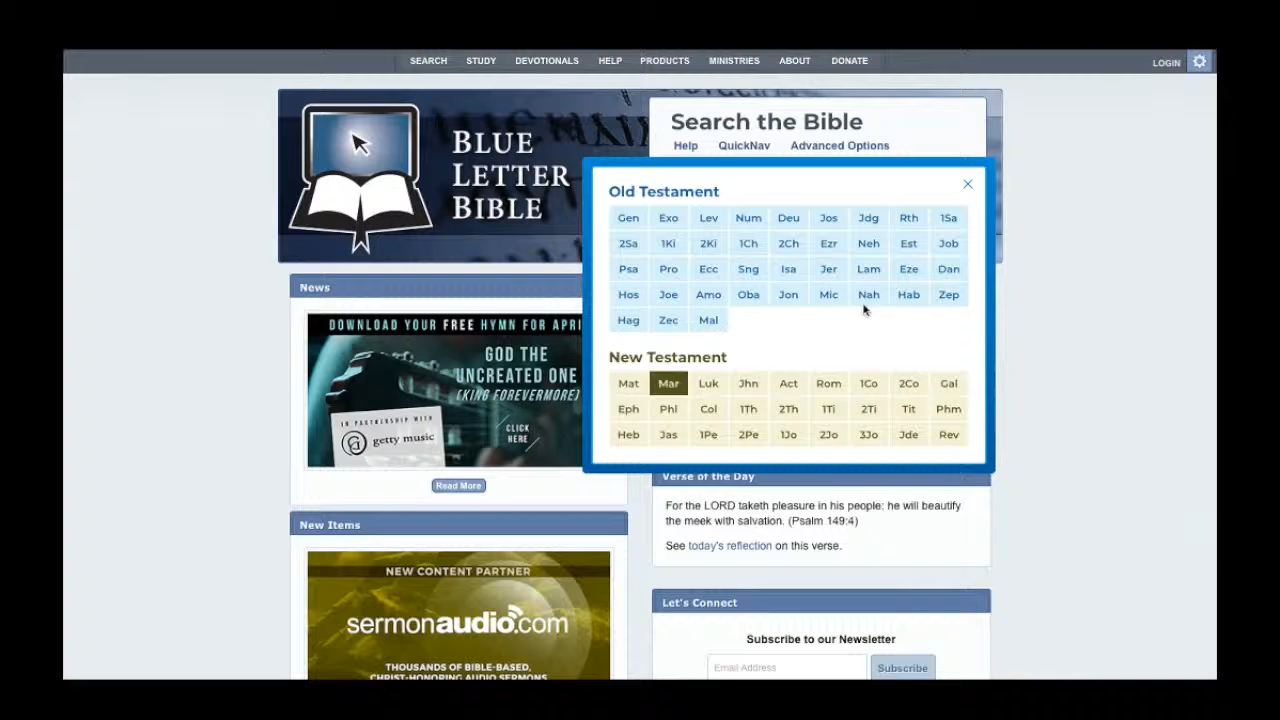 SEARCH STUDY DEVOTIONALS HELP PRODUCTS MINISTRIES ABOUT DONATE
LOGIN
BLUE
LETTER
BIBLE
Search the Bible
Help QuickNav Advanced Options
Old Testament
Gen Exo Lev Num Deu Jos Jdg Rth 1Sa
2Sa 1Ki 2Ki 1Ch 2Ch Ezr Neh Est Job
Psa Pro Ecc Sng Isa Jer Lam Eze Dan
Hos Joe Amo Oba Jon Mic Nah Hab Zep
Hag Zec Mal
New Testament
Mat Mar Luk Jhn Act Rom 1Co 2Co Gal
Eph Phl Col 1Th 2Th 1Ti 2Ti Tit Phm
Heb Jas 1Pe 2Pe 1Jo 2Jo 3Jo Jde Rev
News
DOWNLOAD YOUR FREE HYMN FOR APRI
GOD THE
UNCREATED ONE
(KING FOREVERMORE)
IN PARTNERSHIP WITH
G getty music
CLICK
HERE
Read More
New Items
NEW CONTENT PARTNER
sermonaudio.com
THOUSANDS OF BIBLE-BASED,
CHRIST-HONORING AUDIO SERMONS
Verse of the Day
For the LORD taketh pleasure in his people: he will beautify
the meek with salvation. (Psalm 149:4)
See today's reflection on this verse.
Let's Connect
Subscribe to our Newsletter
Email Address Subscribe